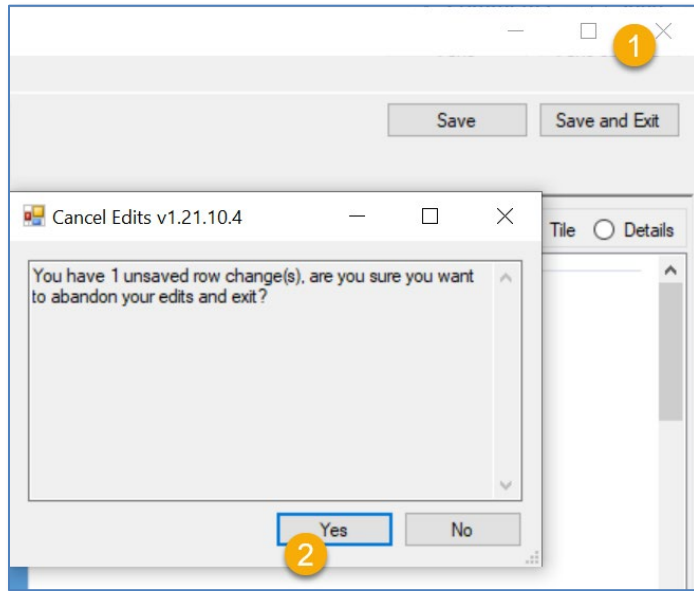 1
Save Save and Exit
Cancel Edits v1.21.10.4
Tile Details
You have 1 unsaved row change(s), are you sure you want
to abandon your edits and exit?
Yes No
2